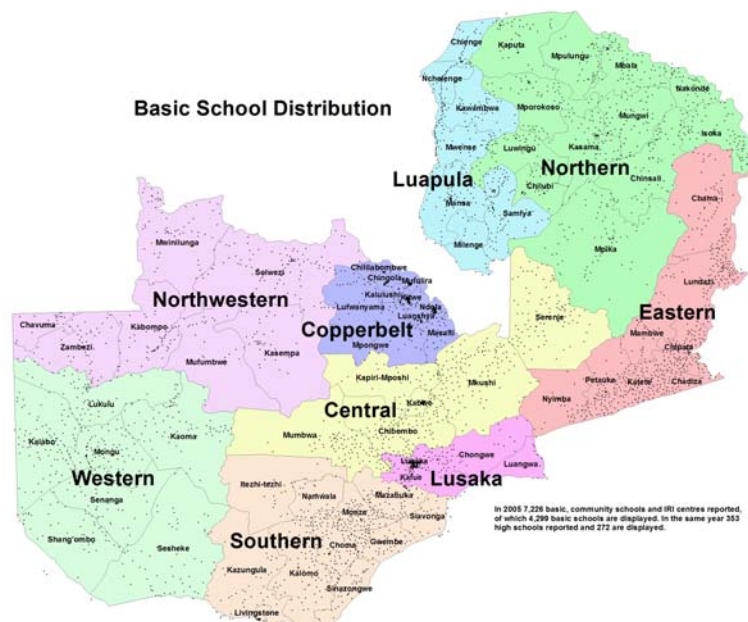 Basic School Distribution
Chienge
Kaputa
Mpulungu
Mbala
Nchelenge
Nakonde
Kawambwa
Mporokoso
Mungwi
Isoka
Mwense
Luwingu
Kasama
Northern
Luapula
Chilubi
Chinsali
Mansa
Samfya
Chama
Milenge
Mpika
Mwinilunga
Solwezi
Chililabombwe
Chingola
Mufulira
Lundazi
Northwestern
Kalulushi
Kitwe
Lufwanyama
Ndola
Luanshya
Serenje
Eastern
Chavuma
Kabompo
Copperbelt
Masaiti
Mambwe
Zambezi
Mufumbwe
Kasempa
Mpongwe
Chipata
Kapiri-Mposhi
Mkushi
Petauke
Katete
Chadiza
Nyimba
Lukulu
Central
Kabwe
Kalabo
Kaoma
Mumbwa
Chibombo
Mongu
Western
Lusaka
Chongwe
Luangwa
Itezhi-tezhi
Kafue
Lusaka
Senanga
Namwala
Mazabuka
Monze
Siavonga
In 2005 7,226 basic, community schools and IRI centres reported,
of which 4,299 basic schools are displayed. In the same year 353
high schools reported and 272 are displayed.
Shang'ombo
Sesheke
Southern
Choma
Gwembe
Kazungula
Kalomo
Sinazongwe
Livingstone